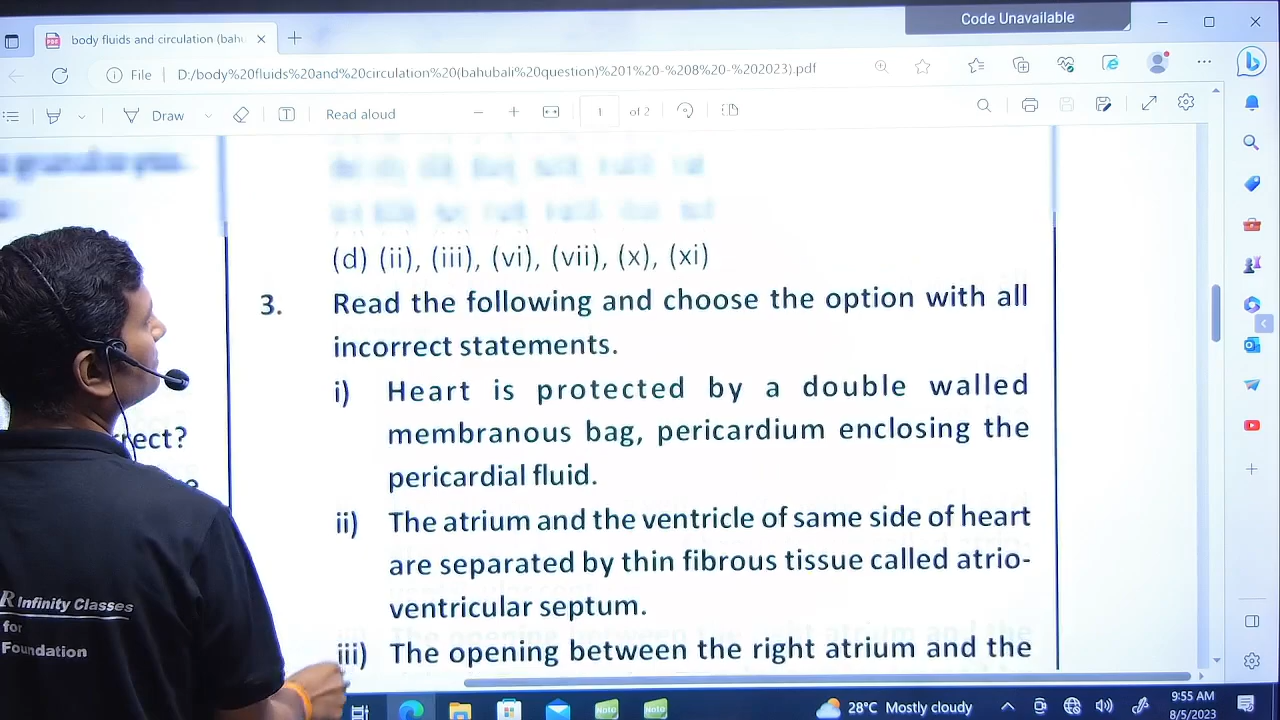 Code Unavailable
body fluids and circulation (bahu
File
D:/body%20fluids%20and%20circulation%20(bahubali%20question)%201%20-%208%20-%202023).pdf
Draw
Read aloud
1
of 2
(d) (ii), (iii), (vi), (vii), (x), (xi)
3. Read the following and choose the option with all
incorrect statements.
i) Heart is protected by a double walled
membranous bag, pericardium enclosing the
pericardial fluid.
rect?
ii) The atrium and the ventricle of same side of heart
are separated by thin fibrous tissue called atrio-
ventricular septum.
iii) The opening between the right atrium and the
R Infinity Classes
for
Foundation
Note
Note
28°C Mostly cloudy
9:55 AM
8/5/2023